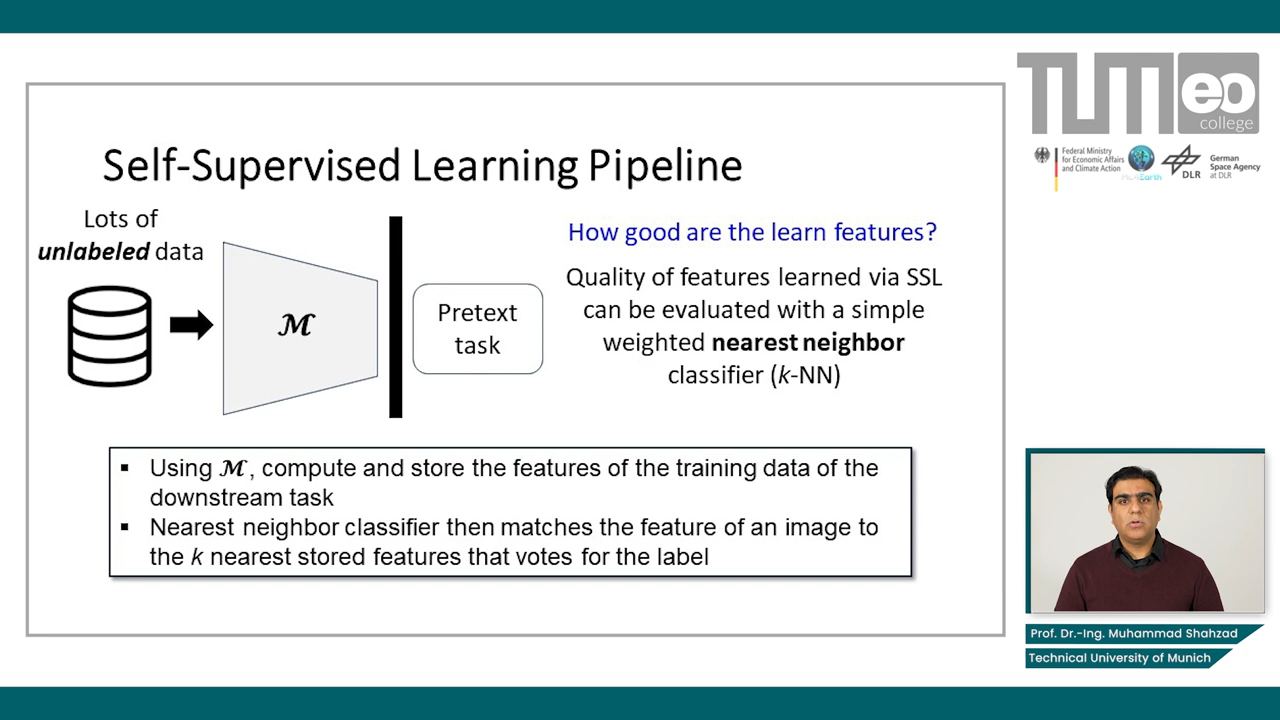 TUM eo
college
Federal Ministry
for Economic Affairs
and Climate Action
ML4Earth
DLR
German
Space Agency
at DLR
Self-Supervised Learning Pipeline
Lots of
unlabeled data
ℳ
Pretext
task
How good are the learn features?
Quality of features learned via SSL
can be evaluated with a simple
weighted nearest neighbor
classifier (k-NN)
▪ Using ℳ, compute and store the features of the training data of the
downstream task
▪ Nearest neighbor classifier then matches the feature of an image to
the k nearest stored features that votes for the label
Prof. Dr.-Ing. Muhammad Shahzad
Technical University of Munich